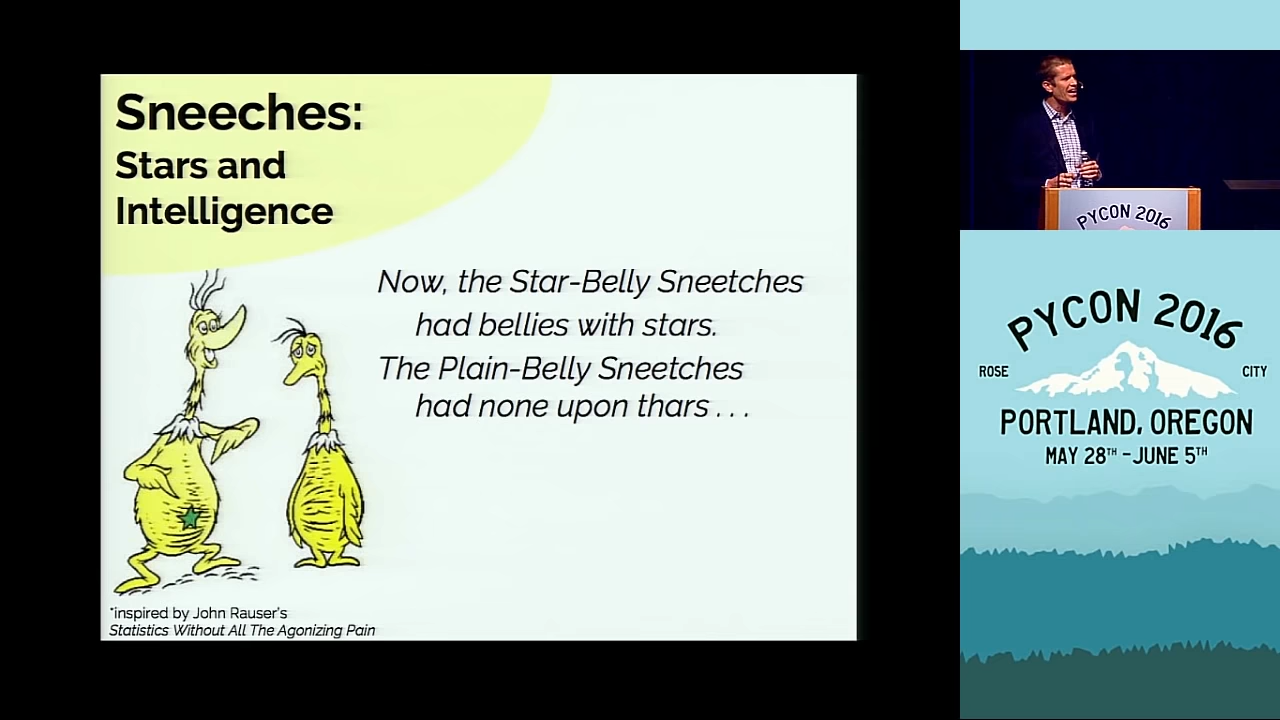 Sneeches:
Stars and
Intelligence
Now, the Star-Belly Sneetches
had bellies with stars.
The Plain-Belly Sneetches
had none upon thars . . .
*inspired by John Rauser's
Statistics Without All The Agonizing Pain
PYCON 2016
PYCON 2016
ROSE
CITY
PORTLAND, OREGON
MAY 28TH - JUNE 5TH